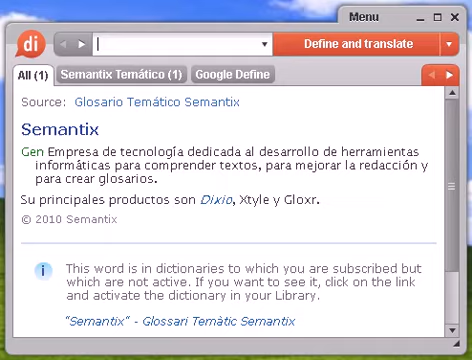 Menu
di
Define and translate
All (1)
Semantix Temático (1)
Google Define
Source: Glosario Temático Semantix
Semantix
Gen Empresa de tecnología dedicada al desarrollo de herramientas
informáticas para comprender textos, para mejorar la redacción y
para crear glosarios.
Su principales productos son Dixio, Xtyle y Gloxr.
© 2010 Semantix
i
This word is in dictionaries to which you are subscribed but
which are not active. If you want to see it, click on the link
and activate the dictionary in your Library.
"Semantix" - Glossari Temàtic Semantix